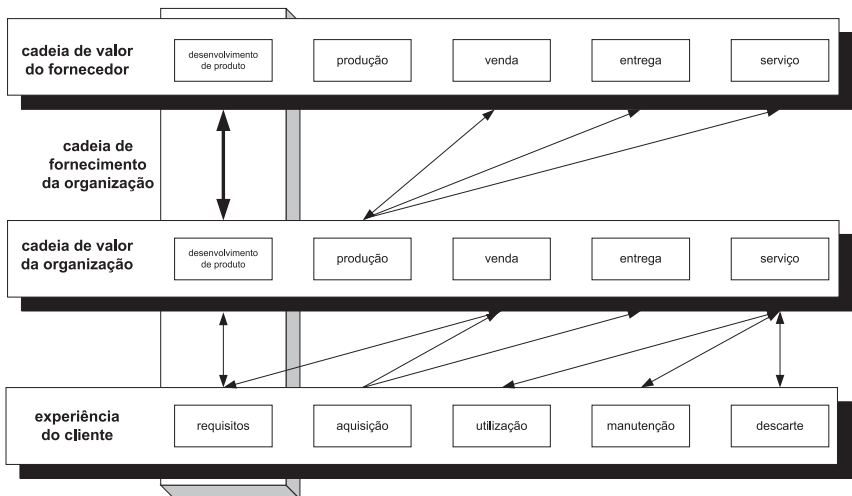 cadeia de valor
do fornecedor
desenvolvimento
de produto
produção
venda
entrega
serviço
cadeia de
fornecimento
da organização
cadeia de valor
da organização
desenvolvimento
de produto
produção
venda
entrega
serviço
experiência
do cliente
requisitos
aquisição
utilização
manutenção
descarte